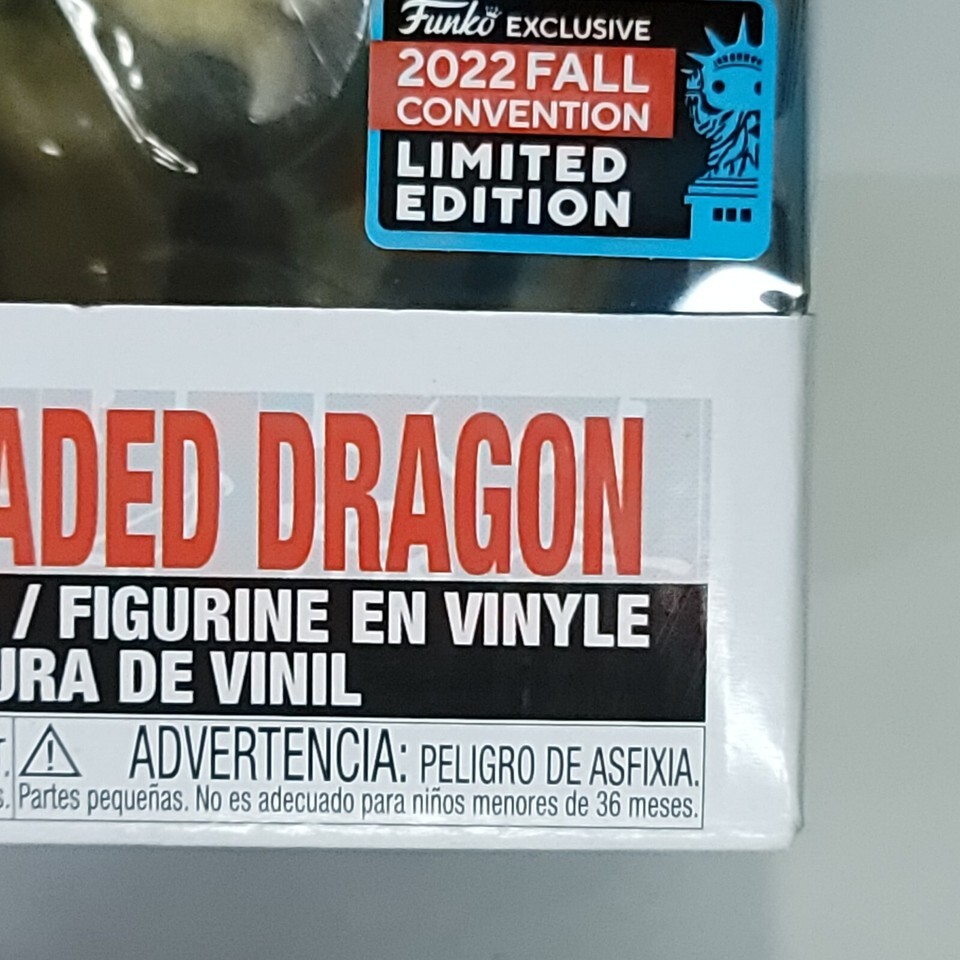 Funko EXCLUSIVE
2022 FALL
CONVENTION
LIMITED
EDITION
ADED DRAGON
/ FIGURINE EN VINYLE
URA DE VINIL
ADVERTENCIA: PELIGRO DE ASFIXIA.
Partes pequeñas. No es adecuado para niños menores de 36 meses.